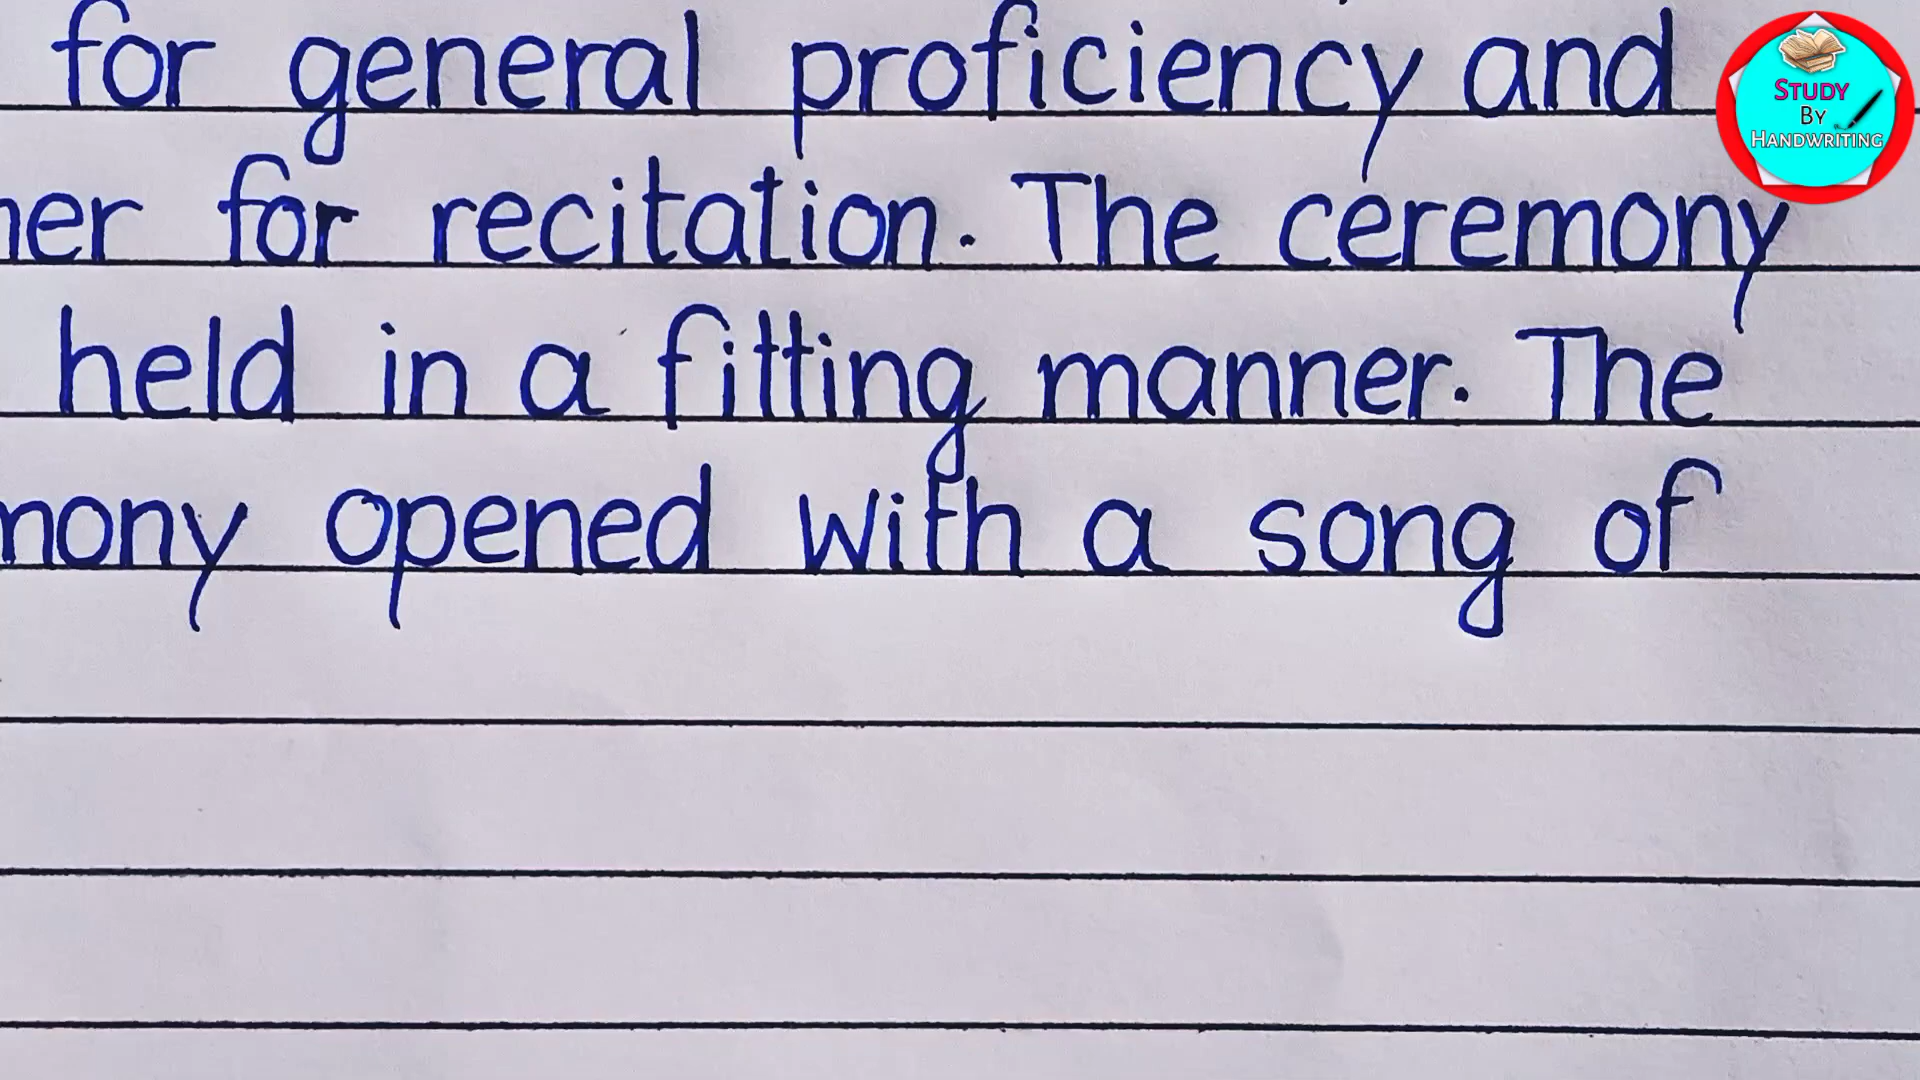 for general proficiency and
her for recitation. The ceremony
held in a fitting manner. The
mony opened with a song of
STUDY
BY
HANDWRITING